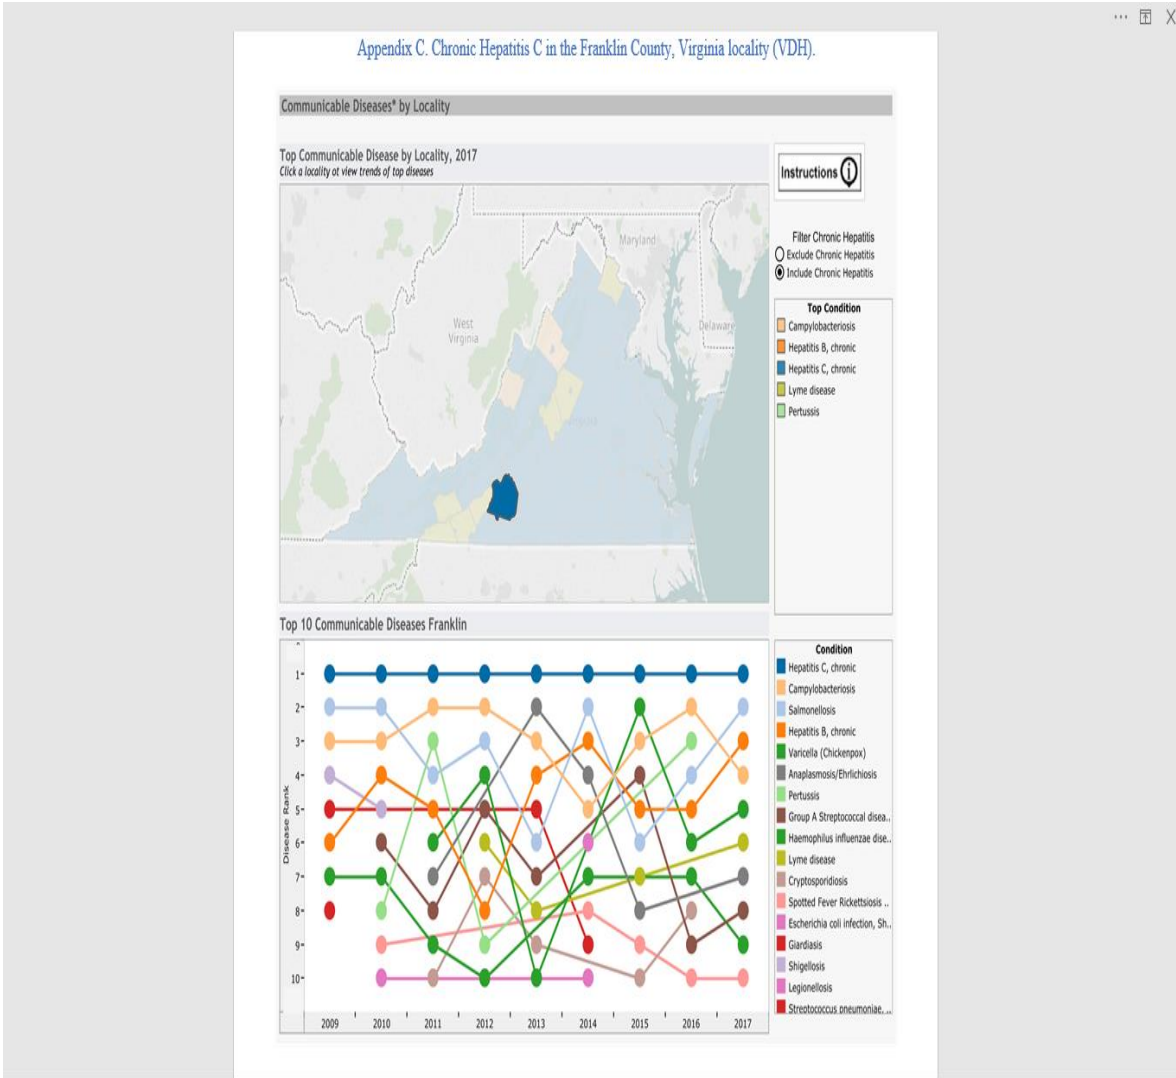 Appendix C. Chronic Hepatitis C in the Franklin County, Virginia locality (VDH).
Communicable Diseases* by Locality
Top Communicable Disease by Locality, 2017
Click a locality ot view trends of top diseases
Instructions
Maryland
West
Virginia
Delaware
Filter Chronic Hepatitis
Exclude Chronic Hepatitis
Include Chronic Hepatitis
Top Condition
Campylobacteriosis
Hepatitis B, chronic
Hepatitis C, chronic
Lyme disease
Pertussis
Top 10 Communicable Diseases Franklin
Disease Rank
1
2
3
4
5
6
7
8
9
10
2009 2010 2011 2012 2013 2014 2015 2016 2017
Condition
Hepatitis C, chronic
Campylobacteriosis
Salmonellosis
Hepatitis B, chronic
Varicella (Chickenpox)
Anaplasmosis/Ehrlichiosis
Pertussis
Group A Streptococcal disea..
Haemophilus influenzae dise..
Lyme disease
Cryptosporidiosis
Spotted Fever Rickettsiosis ..
Escherichia coli infection, Sh..
Giardiasis
Shigellosis
Legionellosis
Streptococcus pneumoniae, ..